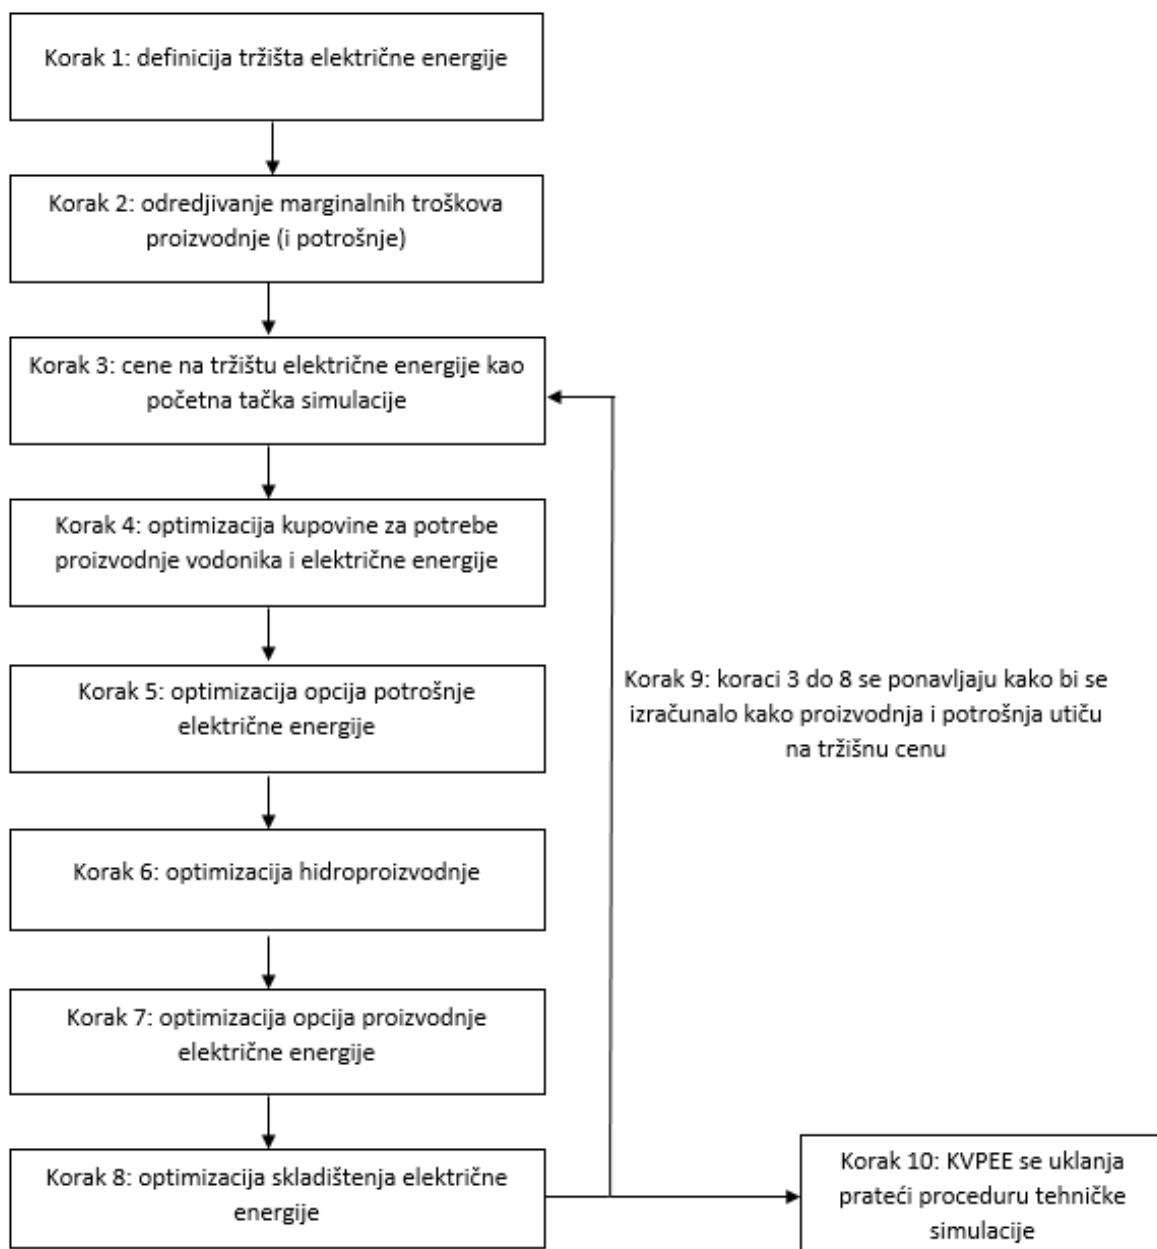 Korak 1: definicija tržišta električne energije
Korak 2: odredjivanje marginalnih troškova
proizvodnje (i potrošnje)
Korak 3: cene na tržištu električne energije kao
početna tačka simulacije
Korak 4: optimizacija kupovine za potrebe
proizvodnje vodonika i električne energije
Korak 5: optimizacija opcija potrošnje
električne energije
Korak 9: koraci 3 do 8 se ponavljaju kako bi se
izračunalo kako proizvodnja i potrošnja utiču
na tržišnu cenu
Korak 6: optimizacija hidroproizvodnje
Korak 7: optimizacija opcija proizvodnje
električne energije
Korak 8: optimizacija skladištenja električne
energije
Korak 10: KVPEE se uklanja
prateći proceduru tehničke
simulacije